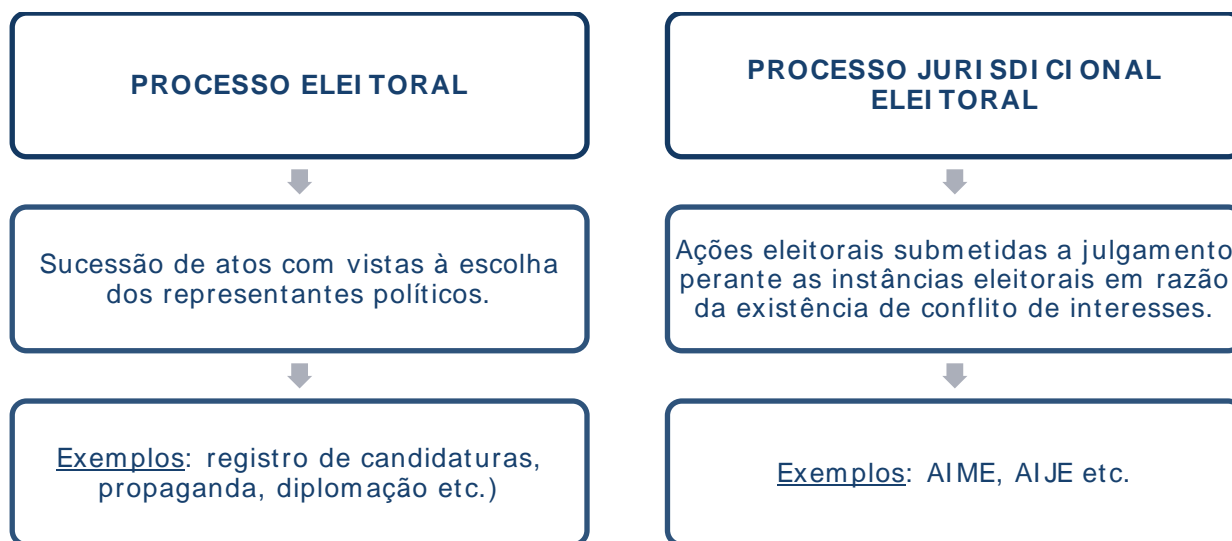 PROCESSO ELEITORAL
Sucessão de atos com vistas à escolha
dos representantes políticos.
Exemplos: registro de candidaturas,
propaganda, diplomação etc.)
PROCESSO JURISDICIONAL
ELEITORAL
Ações eleitorais submetidas a julgamento
perante as instâncias eleitorais em razão
da existência de conflito de interesses.
Exemplos: AIME, AIJE etc.